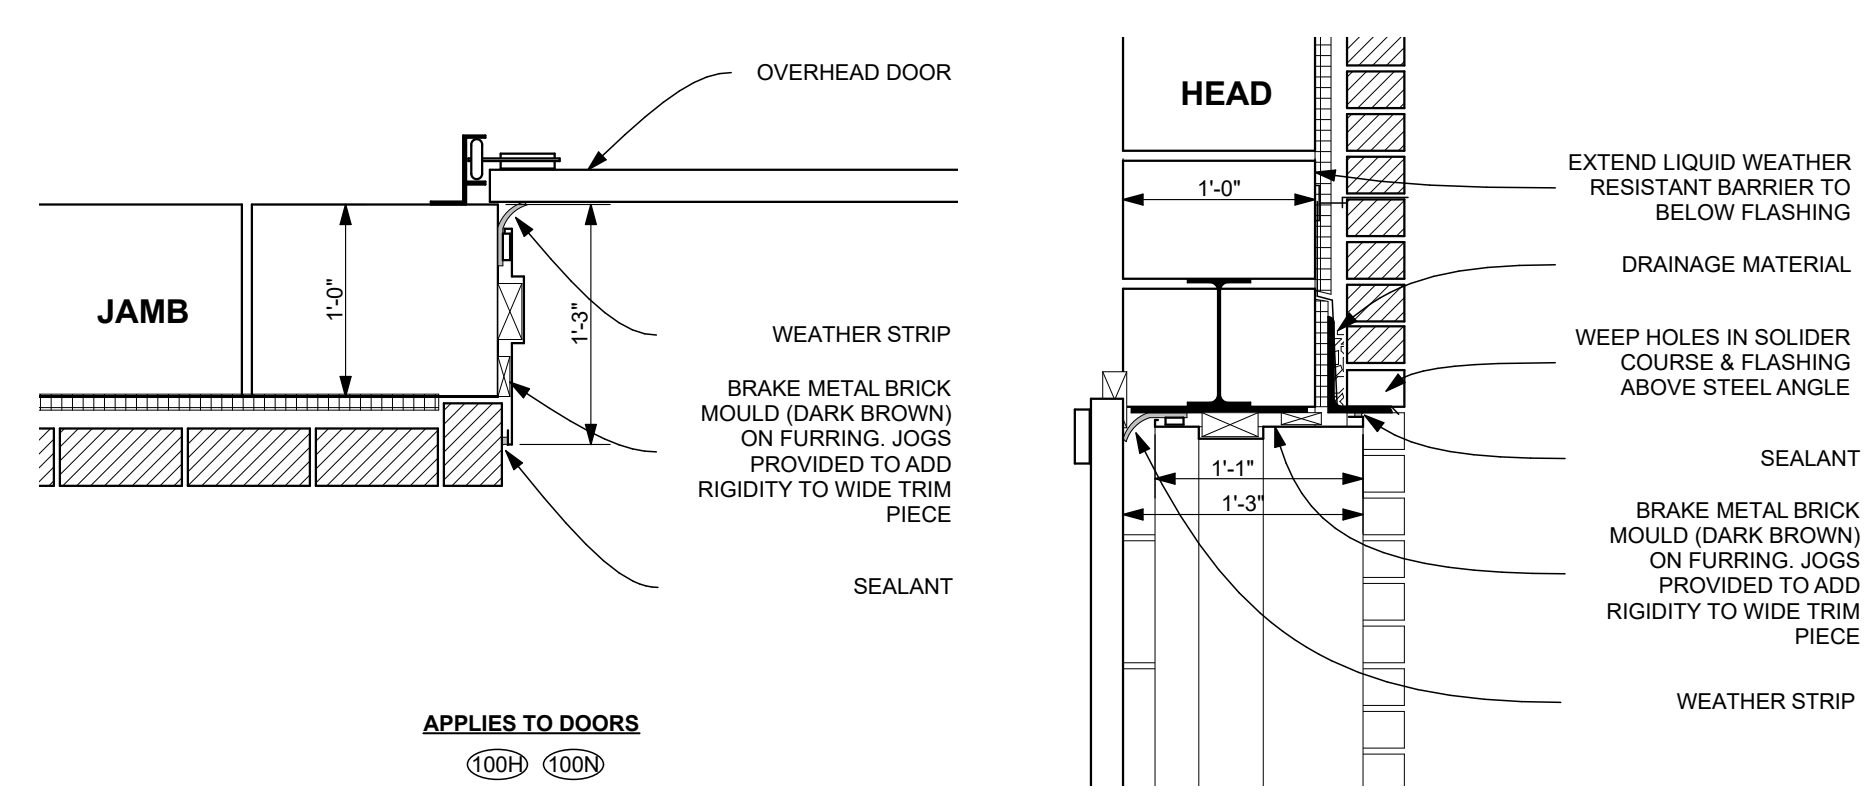 OVERHEAD DOOR
JAMB
1'-0"
1'-3"
WEATHER STRIP
BRAKE METAL BRICK
MOULD (DARK BROWN)
ON FURRING. JOGS
PROVIDED TO ADD
RIGIDITY TO WIDE TRIM
PIECE
SEALANT
APPLIES TO DOORS
100H 100N
HEAD
1'-0"
EXTEND LIQUID WEATHER
RESISTANT BARRIER TO
BELOW FLASHING
DRAINAGE MATERIAL
WEEP HOLES IN SOLIDER
COURSE & FLASHING
ABOVE STEEL ANGLE
SEALANT
1'-1"
1'-3"
BRAKE METAL BRICK
MOULD (DARK BROWN)
ON FURRING. JOGS
PROVIDED TO ADD
RIGIDITY TO WIDE TRIM
PIECE
WEATHER STRIP